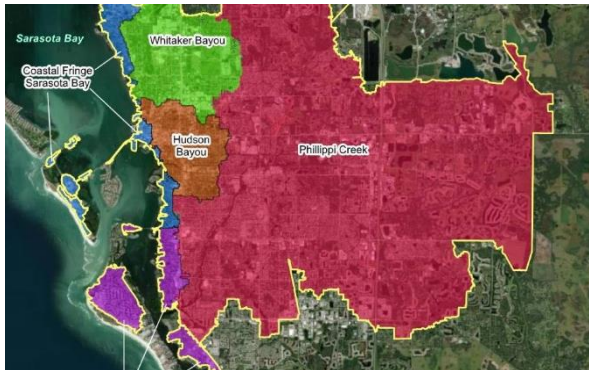 Sarasota Bay
Whitaker Bayou
Coastal Fringe
Sarasota Bay
Hudson
Bayou
Phillippi Creek